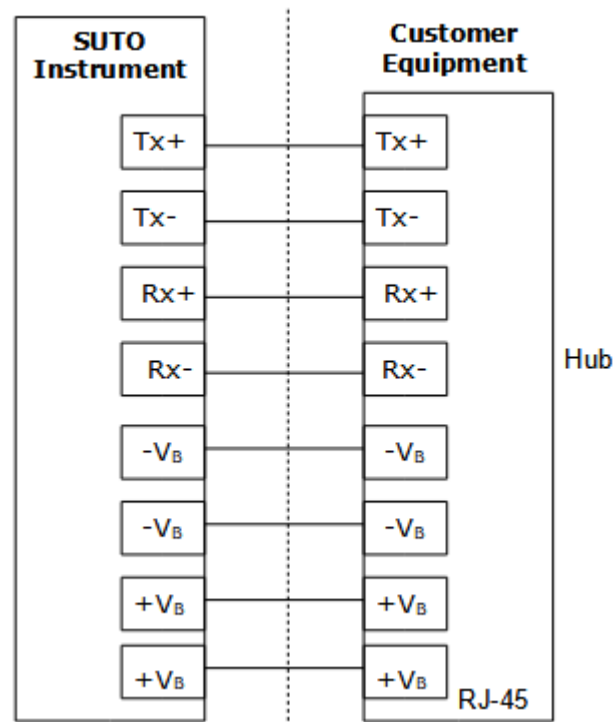 SUTO
Instrument
Customer
Equipment
Tx+ Tx+
Tx- Tx-
Rx+ Rx+
Rx- Rx-
Hub
-VB -VB
-VB -VB
+VB +VB
+VB +VB
RJ-45